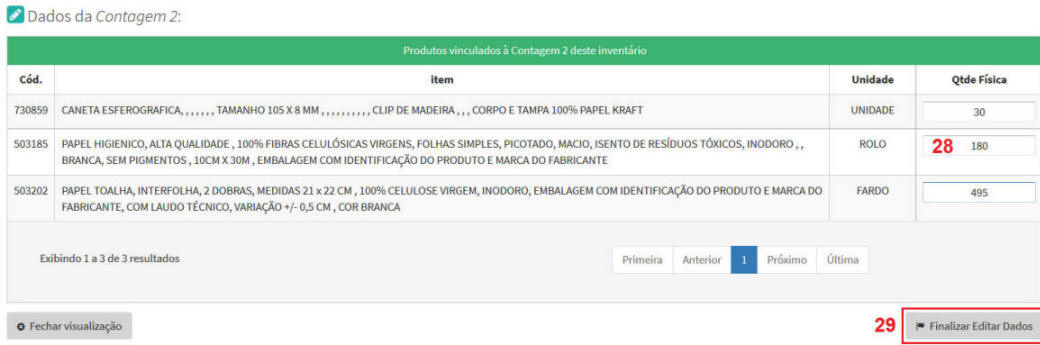 Dados da Contagem 2:
Produtos vinculados à Contagem 2 deste inventário
Cód. item Unidade Qtde Física
730859 CANETA ESFEROGRAFICA, , , , , , , TAMANHO 105 X 8 MM , , , , , , , , , , CLIP DE MADEIRA , , , CORPO E TAMPA 100% PAPEL KRAFT UNIDADE 30
503185 PAPEL HIGIENICO, ALTA QUALIDADE , 100% FIBRAS CELULÓSICAS VIRGENS, FOLHAS SIMPLES, PICOTADO, MACIO, ISENTO DE RESÍDUOS TÓXICOS, INODORO , , ROLO 28 180
BRANCA, SEM PIGMENTOS , 10CM X 30M , EMBALAGEM COM IDENTIFICAÇÃO DO PRODUTO E MARCA DO FABRICANTE
503202 PAPEL TOALHA, INTERFOLHA, 2 DOBRAS, MEDIDAS 21 x 22 CM , 100% CELULOSE VIRGEM, INODORO, EMBALAGEM COM IDENTIFICAÇÃO DO PRODUTO E MARCA DO FARDO 495
FABRICANTE, COM LAUDO TÉCNICO, VARIAÇÃO +/- 0,5 CM , COR BRANCA
Exibindo 1 a 3 de 3 resultados Primeira Anterior 1 Próximo Última
Fechar visualização 29 Finalizar Editar Dados